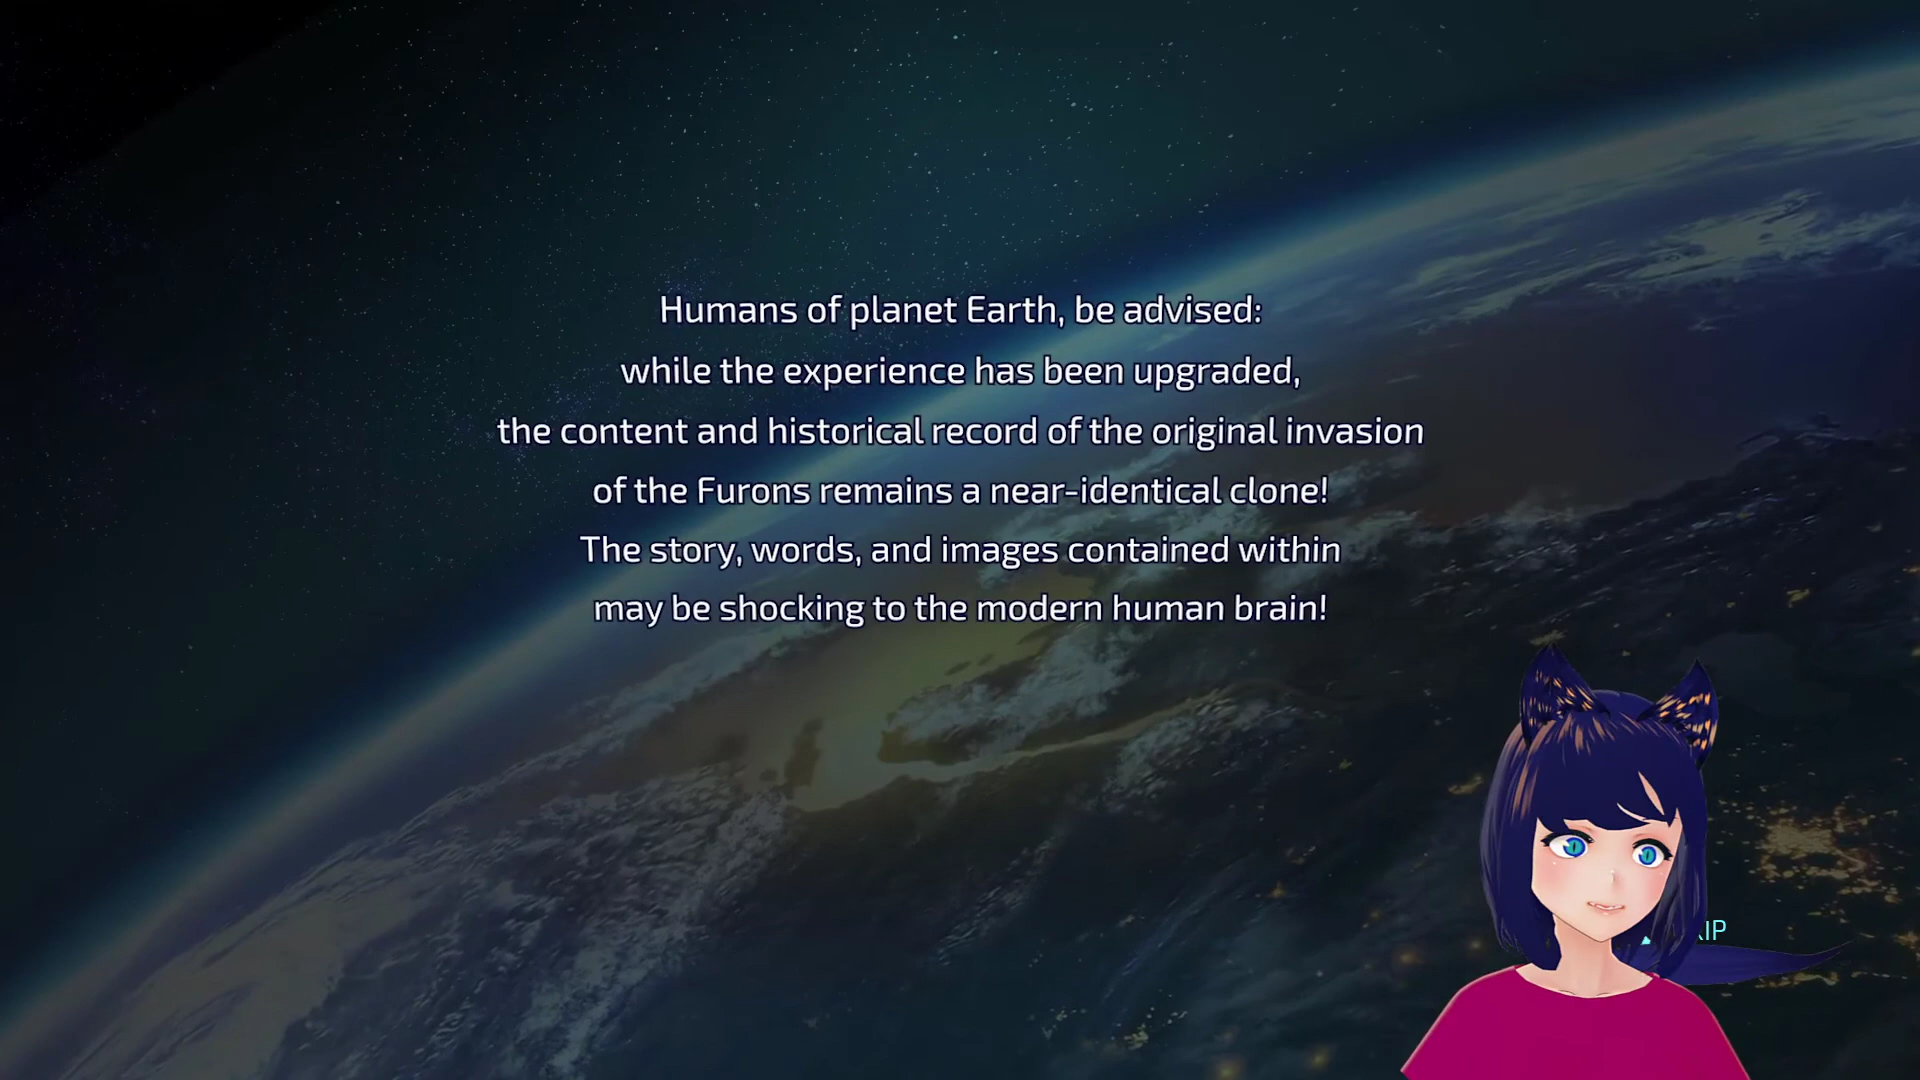 Humans of planet Earth, be advised:
while the experience has been upgraded,
the content and historical record of the original invasion
of the Furons remains a near-identical clone!
The story, words, and images contained within
may be shocking to the modern human brain!